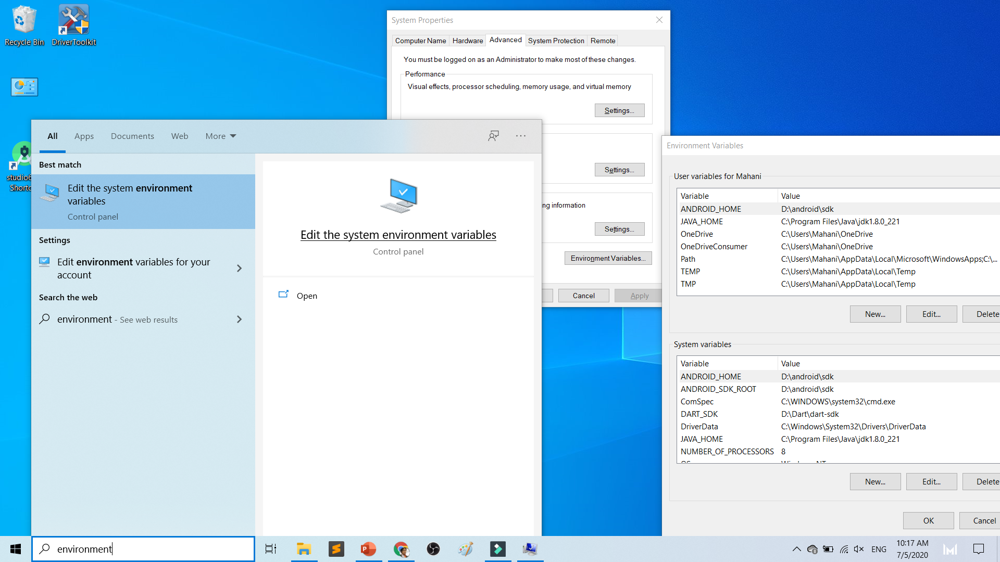 Recycle Bin
DriverToolkit
studio6
Shortc
System Properties
Computer Name
Hardware
Advanced
System Protection
Remote
You must be logged on as an Administrator to make most of these changes.
Performance
Visual effects, processor scheduling, memory usage, and virtual memory
Settings...
Settings...
ng information
Settings...
Environment Variables...
Cancel
Apply
All
Apps
Documents
Web
More
Best match
Edit the system environment
variables
Control panel
Settings
Edit environment variables for your
account
Search the web
environment - See web results
Edit the system environment variables
Control panel
Open
Environment Variables
User variables for Mahani
Variable Value
ANDROID_HOME D:\android\sdk
JAVA_HOME C:\Program Files\Java\jdk1.8.0_221
OneDrive C:\Users\Mahani\OneDrive
OneDriveConsumer C:\Users\Mahani\OneDrive
Path C:\Users\Mahani\AppData\Local\Microsoft\WindowsApps;C:\...
TEMP C:\Users\Mahani\AppData\Local\Temp
TMP C:\Users\Mahani\AppData\Local\Temp
New...
Edit...
Delete
System variables
Variable Value
ANDROID_HOME D:\android\sdk
ANDROID_SDK_ROOT D:\android\sdk
ComSpec C:\WINDOWS\system32\cmd.exe
DART_SDK D:\Dart\dart-sdk
DriverData C:\Windows\System32\Drivers\DriverData
JAVA_HOME C:\Program Files\Java\jdk1.8.0_221
NUMBER_OF_PROCESSORS 8
New...
Edit...
Delete
OK
Cancel
environment
ENG
10:17 AM
7/5/2020